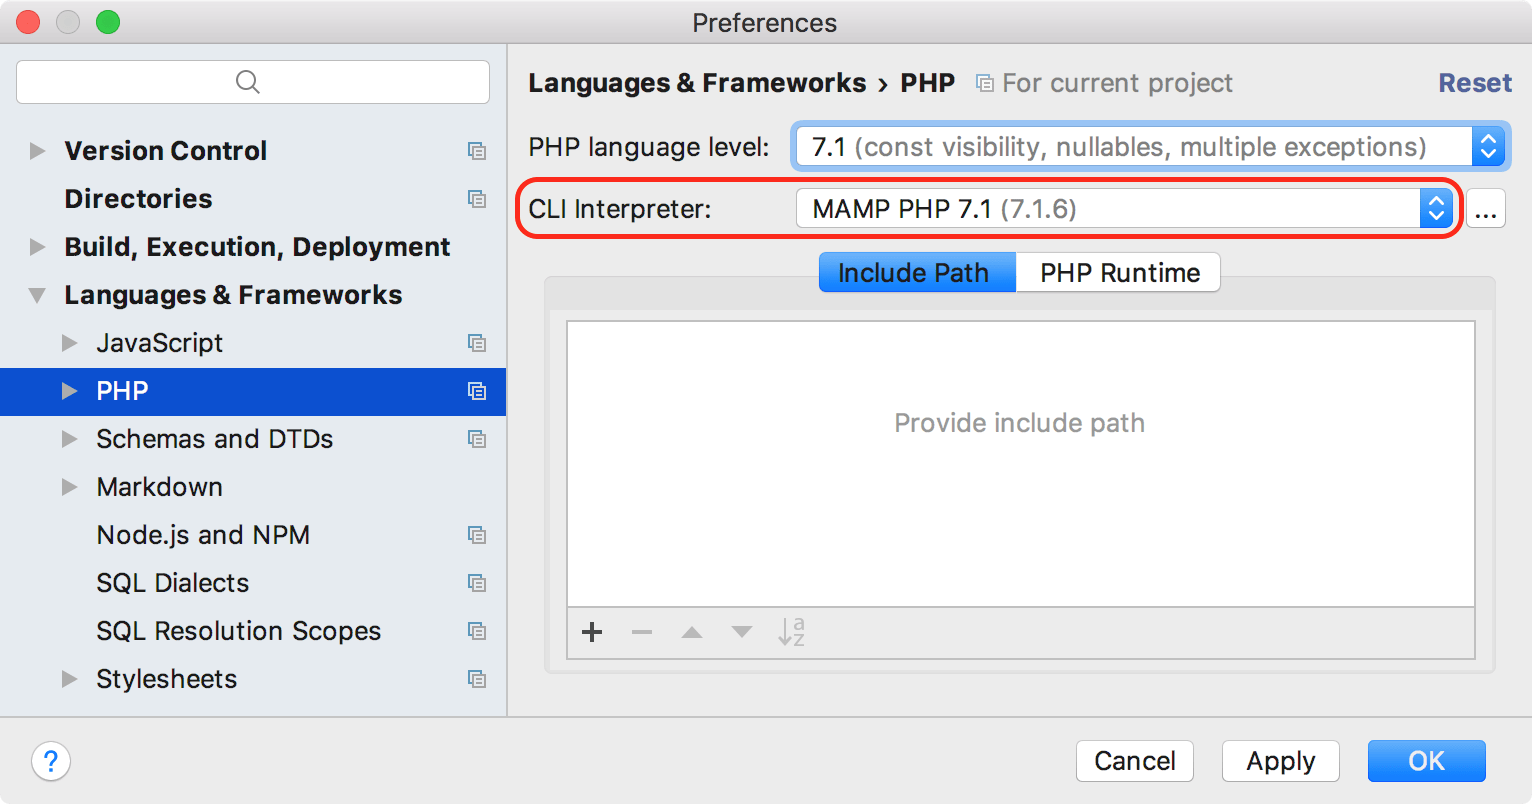 Preferences
Version Control
Directories
Build, Execution, Deployment
Languages & Frameworks
JavaScript
PHP
Schemas and DTDs
Markdown
Node.js and NPM
SQL Dialects
SQL Resolution Scopes
Stylesheets
Languages & Frameworks › PHP For current project Reset
PHP language level: 7.1 (const visibility, nullables, multiple exceptions)
CLI Interpreter: MAMP PHP 7.1 (7.1.6) ...
Include Path PHP Runtime
Provide include path
a
z
? Cancel Apply OK